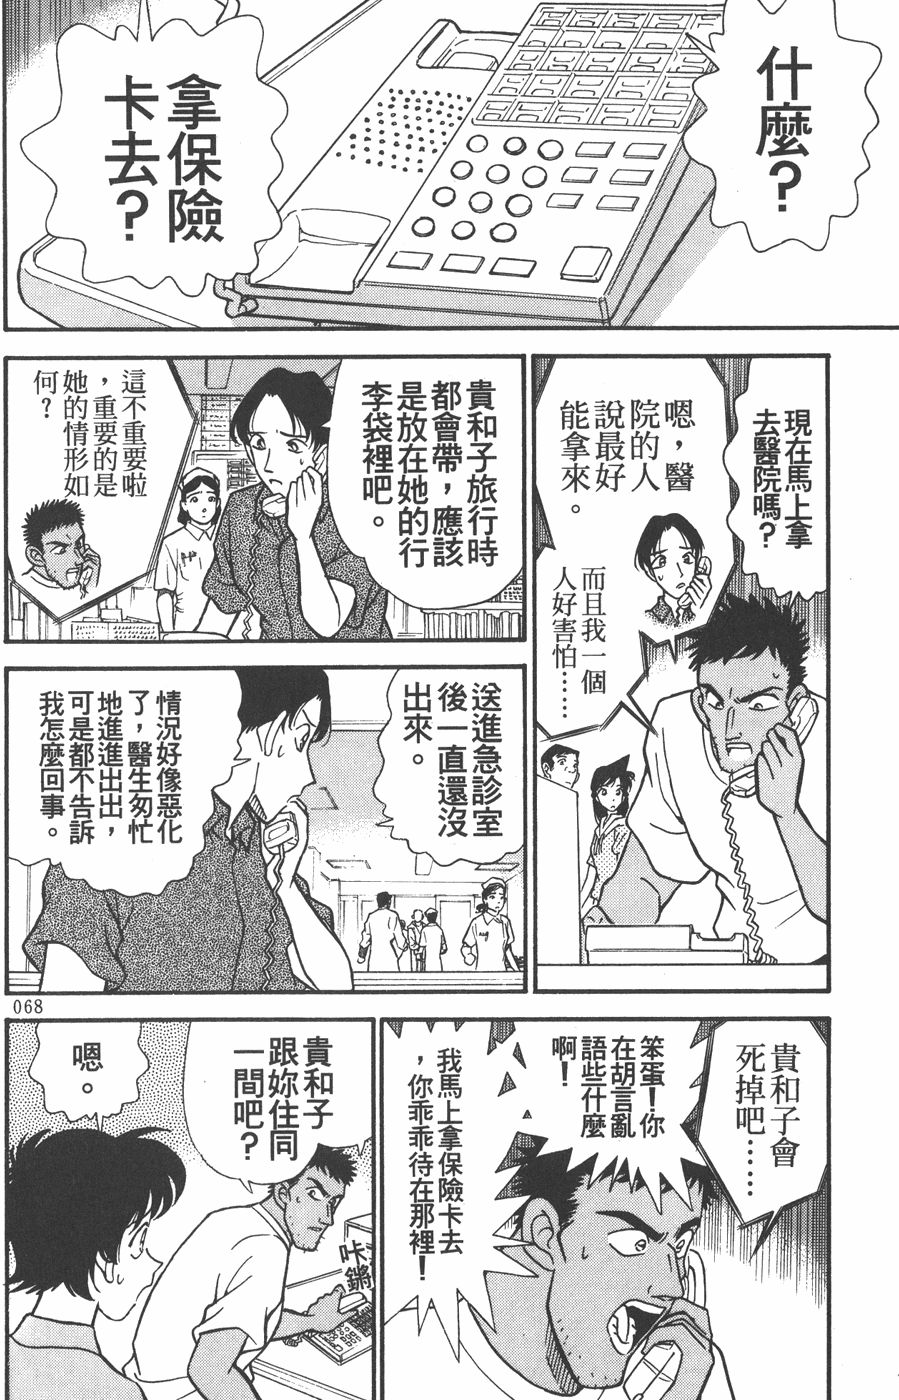 什麼？
拿保險
卡去？
現在馬上拿
去醫院嗎？
嗯，醫
院的人
說最好
能拿來
。
而且我一個
人好害怕……
貴和子旅行時
都會帶，應該
是放在她的行
李袋裡吧。
這不重要啦
，重要的是
她的情形如
何？
送進急診室
後一直還沒
出來。
情況好像惡化
了，醫生匆忙
地進進出出，
可是都不告訴
我怎麼回事。
068
貴和子會
死掉吧……
笨蛋！你
在胡言亂
語些什麼
啊！
我馬上拿保險卡去
，你乖乖待在那裡！
貴和子
跟妳住同
一間吧？
咔
鏘
嗯。